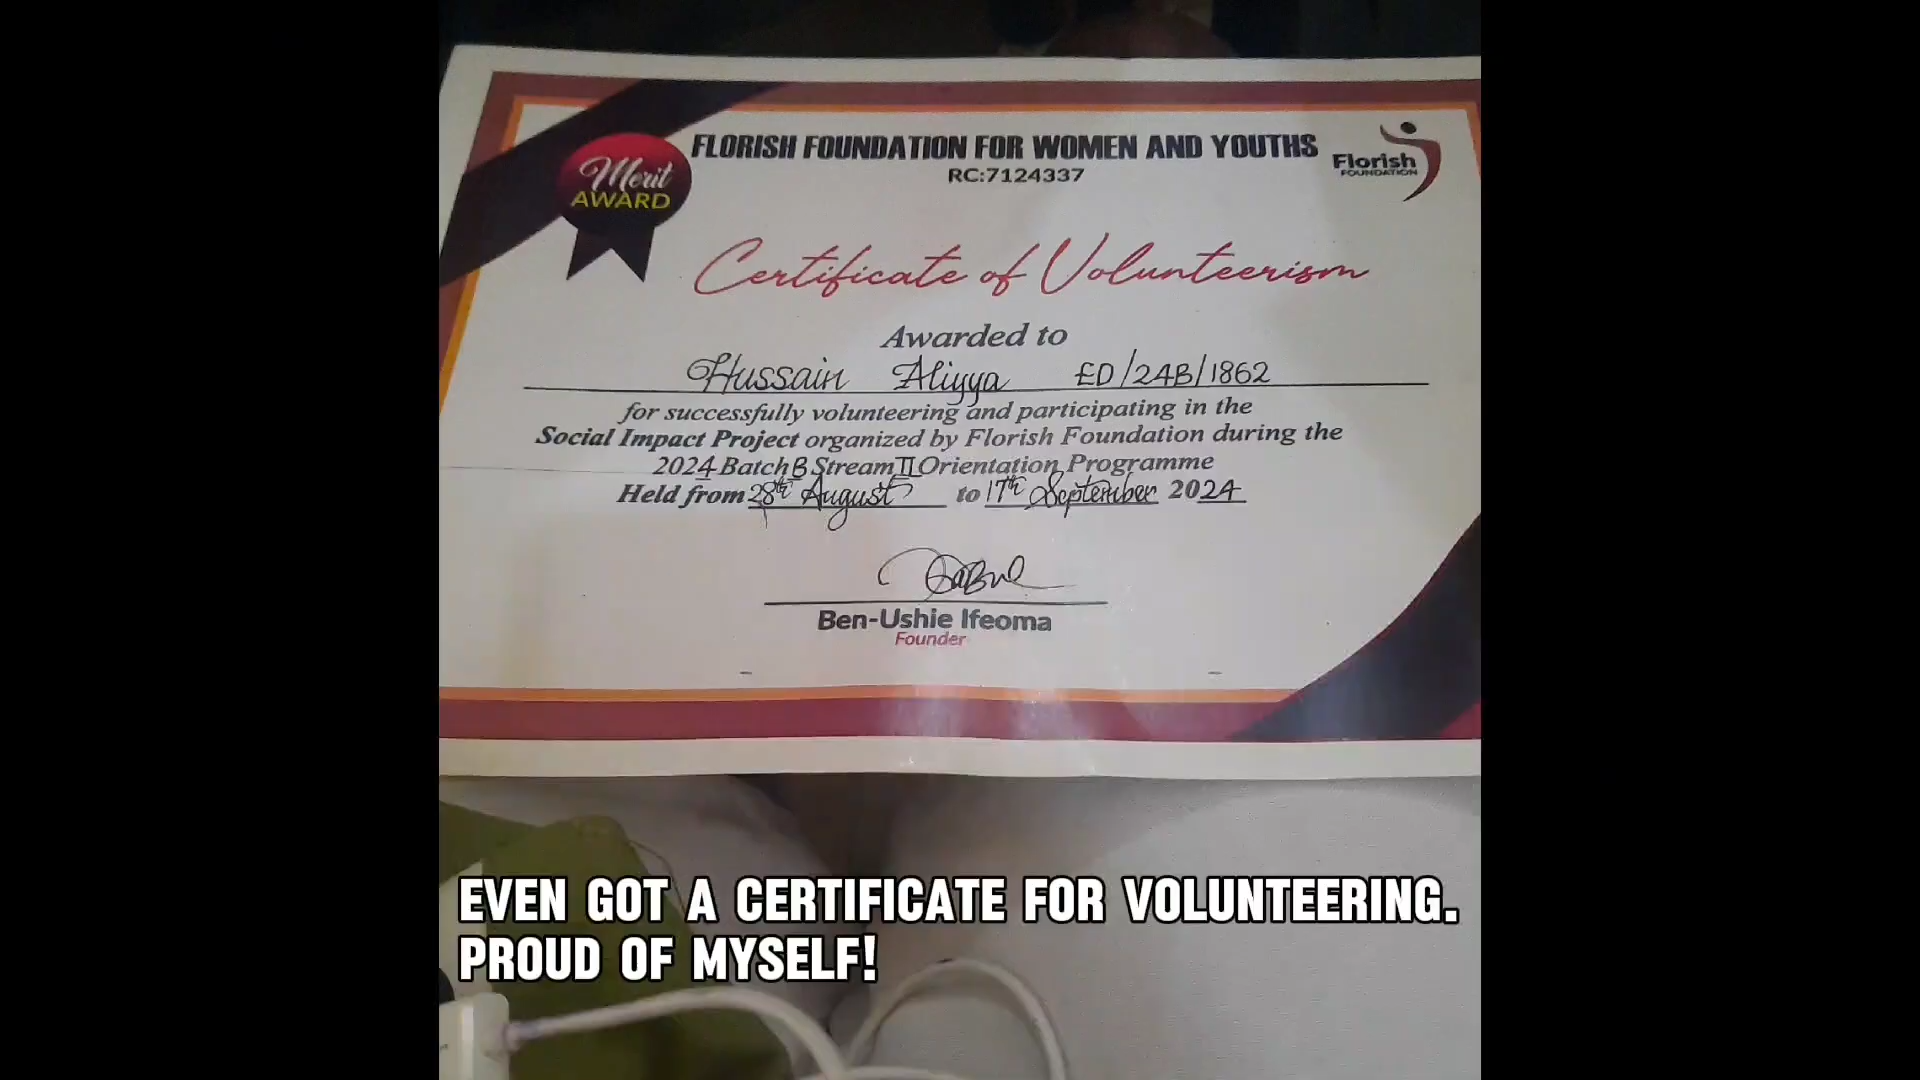 Merit
AWARD
FLORISH FOUNDATION FOR WOMEN AND YOUTHS
RC:7124337
Florish
FOUNDATION
Certificate of Volunteerism
Awarded to
Hussain Aliyya ED/24B/1862
for successfully volunteering and participating in the
Social Impact Project organized by Florish Foundation during the
2024 Batch B Stream II Orientation Programme
Held from 28th August to 17th September 2024
Ben-Ushie Ifeoma
Founder
EVEN GOT A CERTIFICATE FOR VOLUNTEERING.
PROUD OF MYSELF!